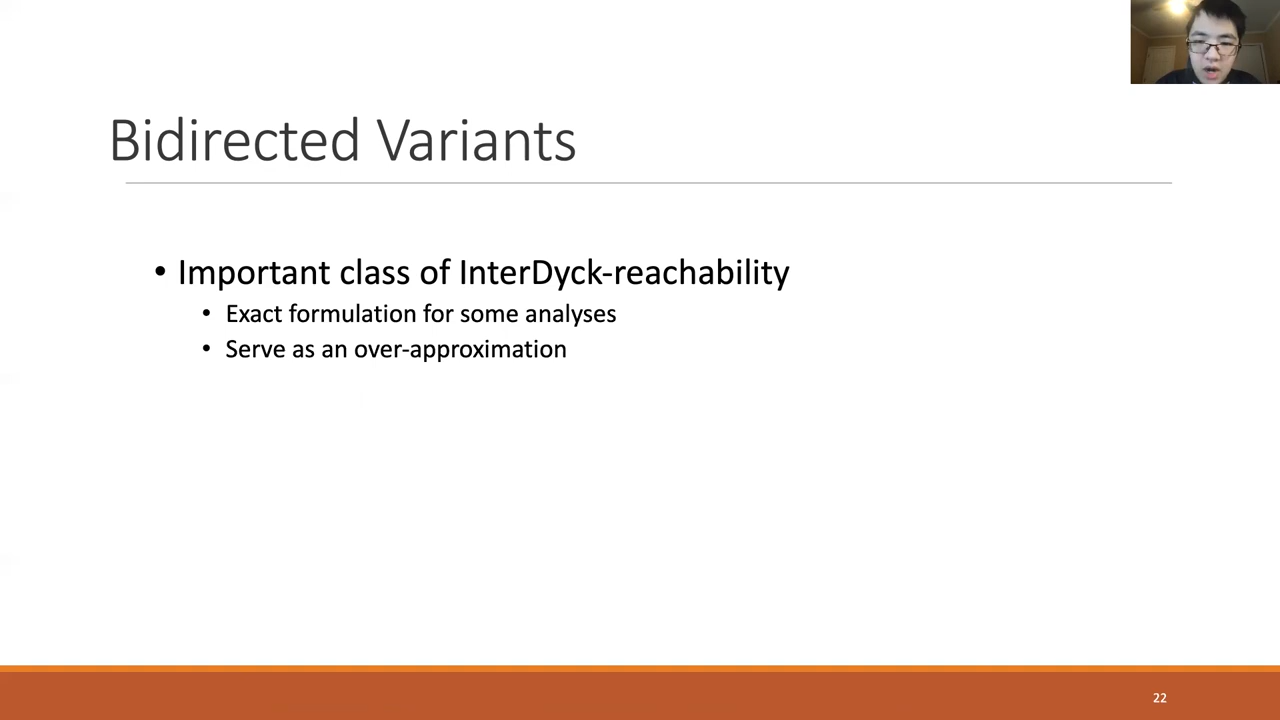 Bidirected Variants
• Important class of InterDyck-reachability
• Exact formulation for some analyses
• Serve as an over-approximation
22